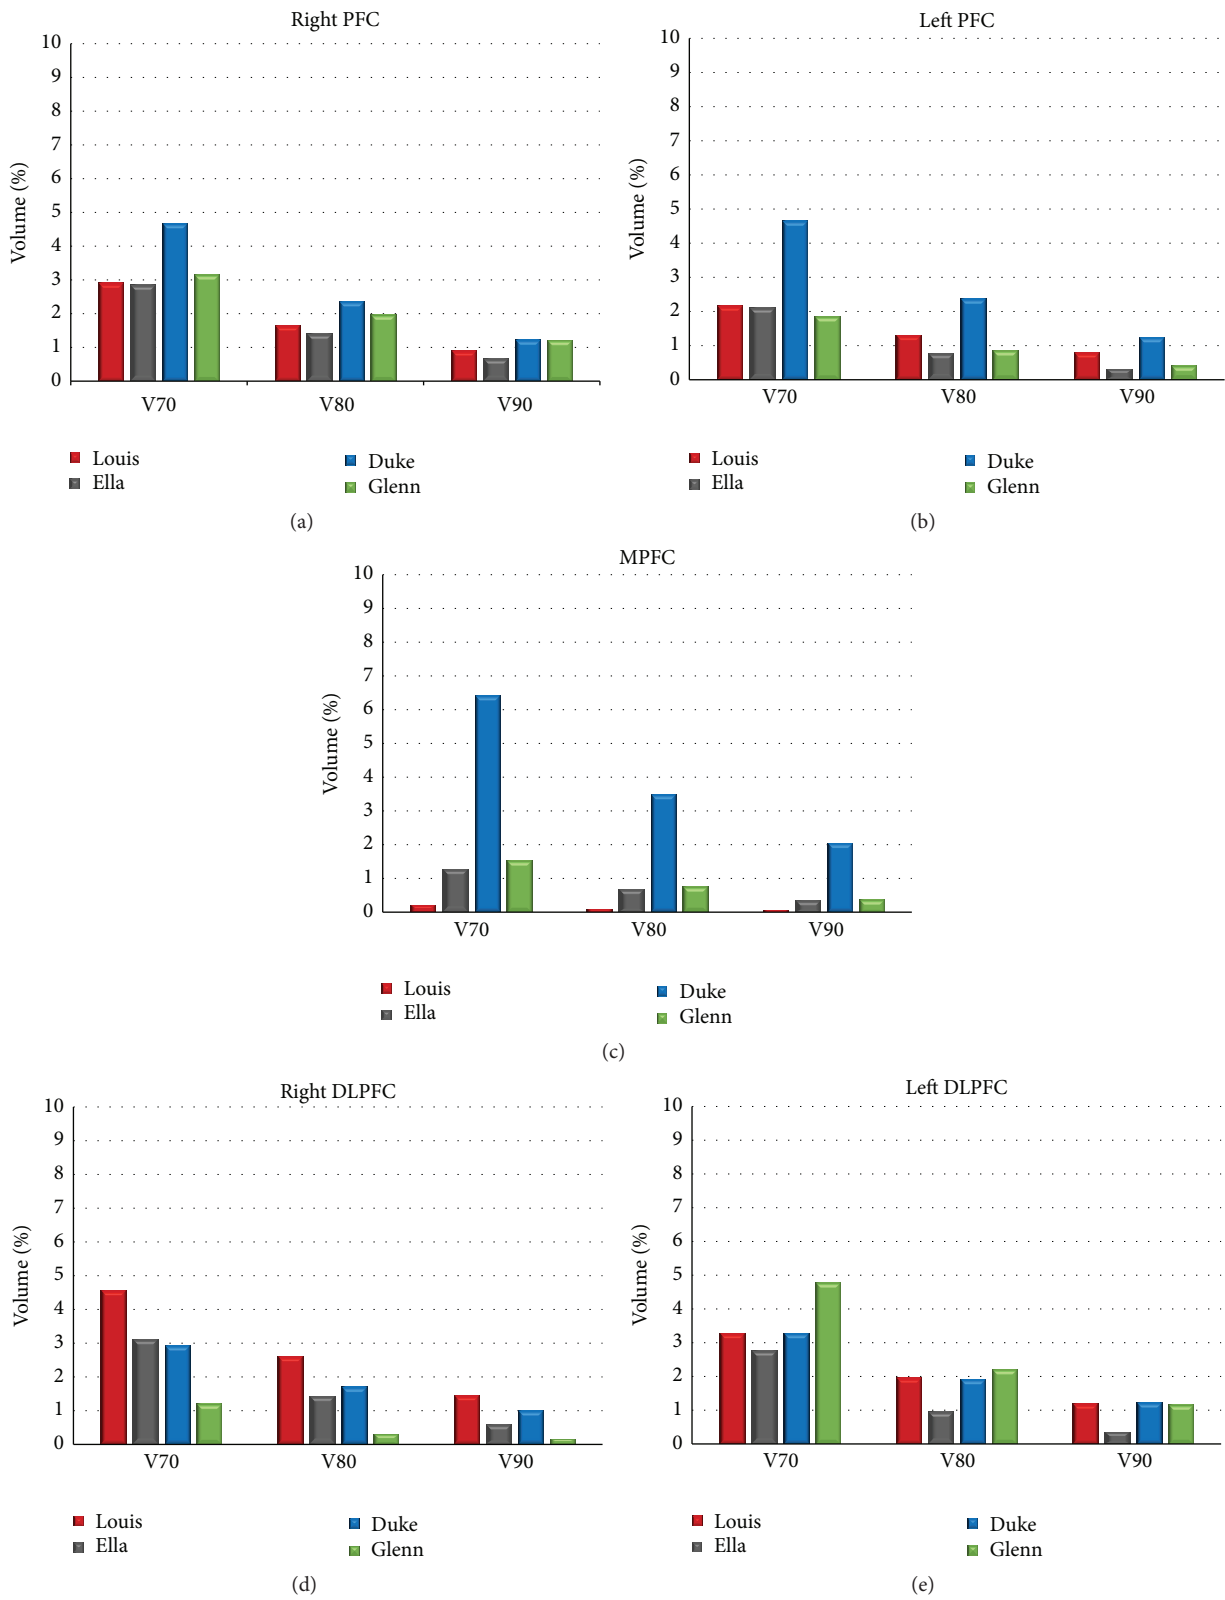 Right PFC
10
9
8
7
6
5
4
3
2
1
0
Volume (%)
V70 V80 V90
Louis
Ella
Duke
Glenn
(a)
Left PFC
10
9
8
7
6
5
4
3
2
1
0
Volume (%)
V70 V80 V90
Louis
Ella
Duke
Glenn
(b)
MPFC
10
9
8
7
6
5
4
3
2
1
0
Volume (%)
V70 V80 V90
Louis
Ella
Duke
Glenn
(c)
Right DLPFC
10
9
8
7
6
5
4
3
2
1
0
Volume (%)
V70 V80 V90
Louis
Ella
Duke
Glenn
(d)
Left DLPFC
10
9
8
7
6
5
4
3
2
1
0
Volume (%)
V70 V80 V90
Louis
Ella
Duke
Glenn
(e)